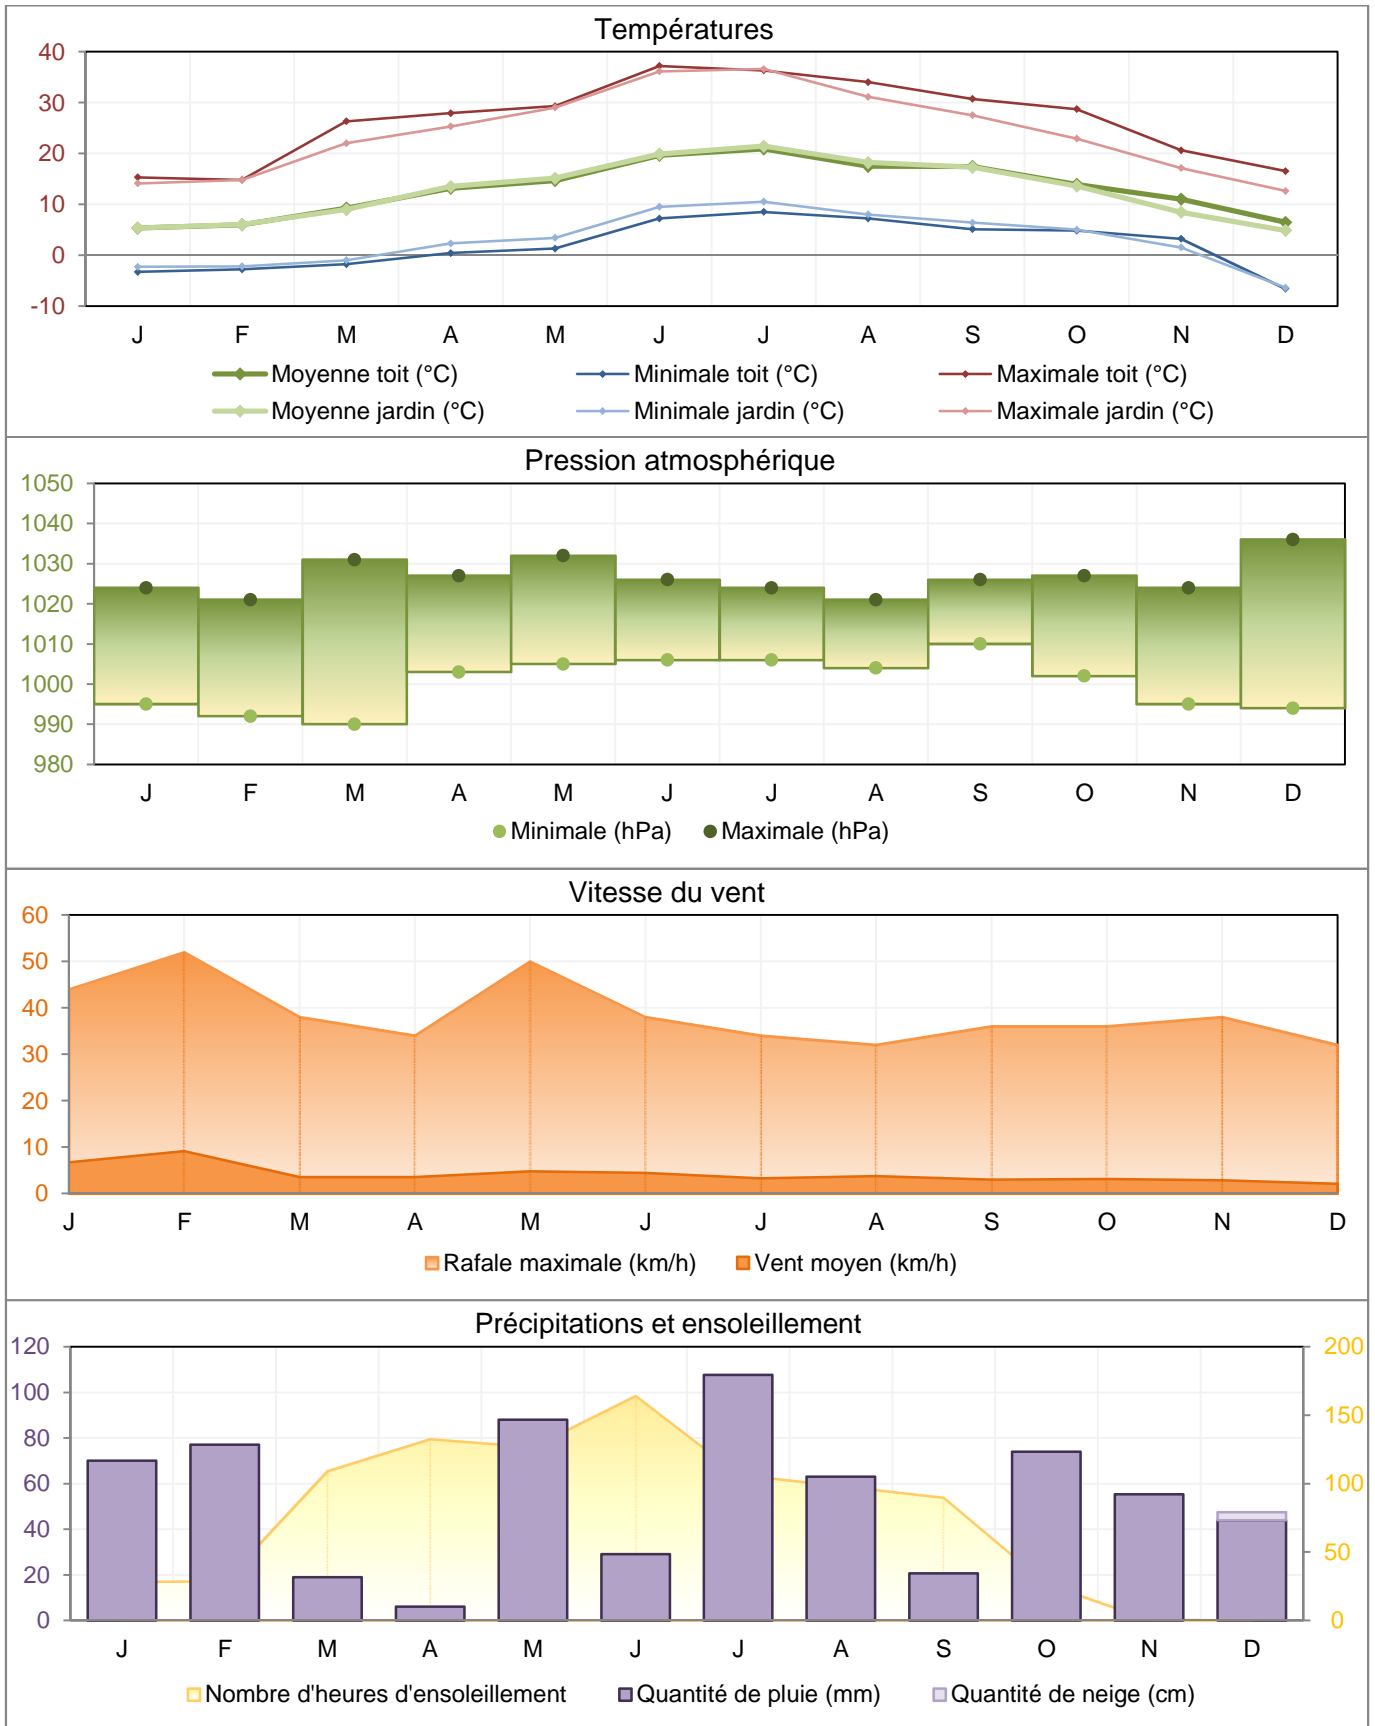 Températures
40
30
20
10
0
-10
J F M A M J J A S O N D
Moyenne toit (°C) Minimale toit (°C) Maximale toit (°C)
Moyenne jardin (°C) Minimale jardin (°C) Maximale jardin (°C)
Pression atmosphérique
1050
1040
1030
1020
1010
1000
990
980
J F M A M J J A S O N D
Minimale (hPa) Maximale (hPa)
Vitesse du vent
60
50
40
30
20
10
0
J F M A M J J A S O N D
Rafale maximale (km/h) Vent moyen (km/h)
Précipitations et ensoleillement
120 200
100
80 150
60 100
40
20 50
0 0
J F M A M J J A S O N D
Nombre d'heures d'ensoleillement Quantité de pluie (mm) Quantité de neige (cm)